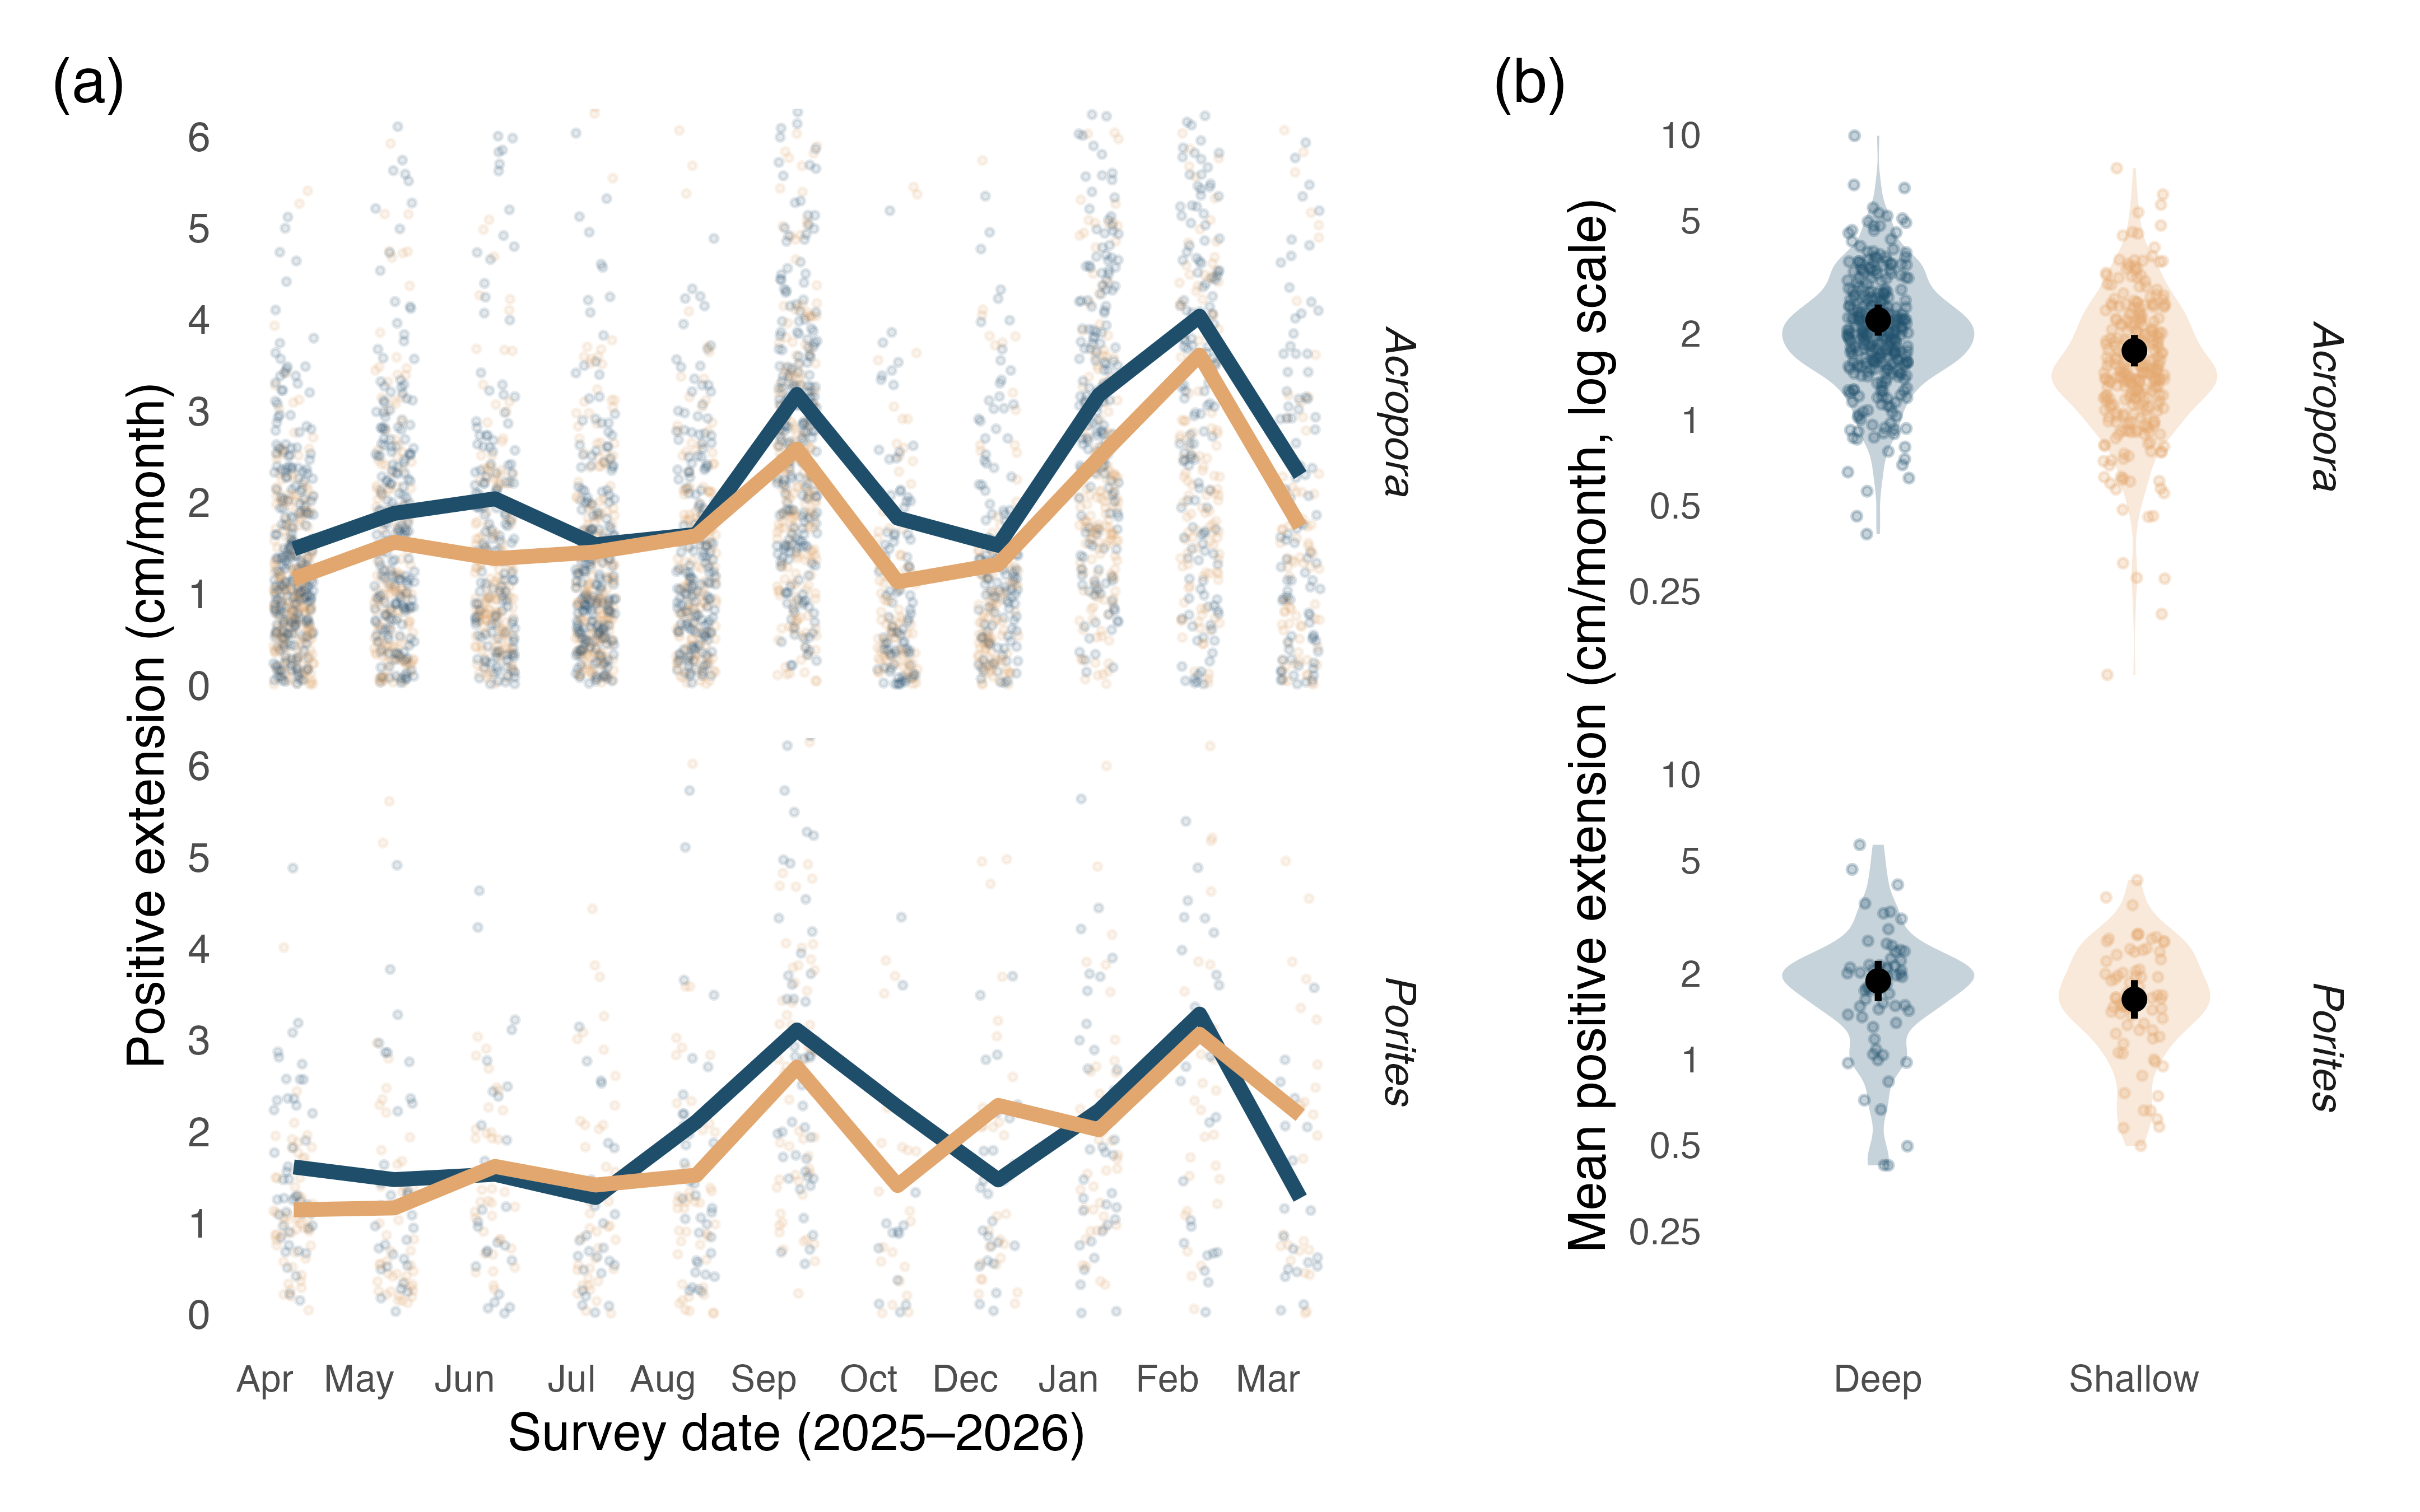 (a)
Positive extension (cm/month)
6
5
4
3
2
1
0
Acropora
6
5
4
3
2
1
0
Porites
Apr May Jun Jul Aug Sep Oct Dec Jan Feb Mar
Survey date (2025–2026)
(b)
Mean positive extension (cm/month, log scale)
10
5
2
1
0.5
0.25
Acropora
10
5
2
1
0.5
0.25
Porites
Deep Shallow